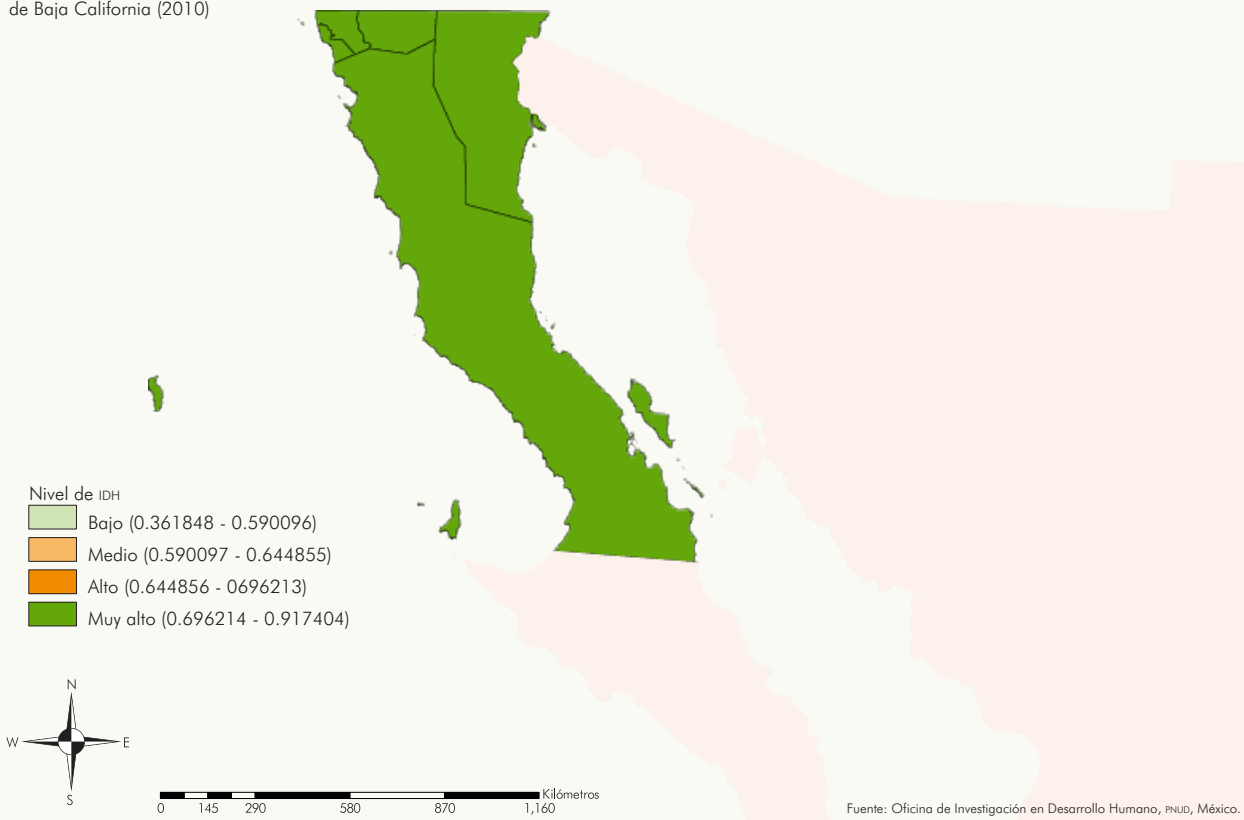 de Baja California (2010)
Nivel de IDH
Bajo (0.361848 - 0.590096)
Medio (0.590097 - 0.644855)
Alto (0.644856 - 0696213)
Muy alto (0.696214 - 0.917404)
N
W E
S
Kilómetros
0 145 290 580 870 1,160
Fuente: Oficina de Investigación en Desarrollo Humano, PNUD, México.